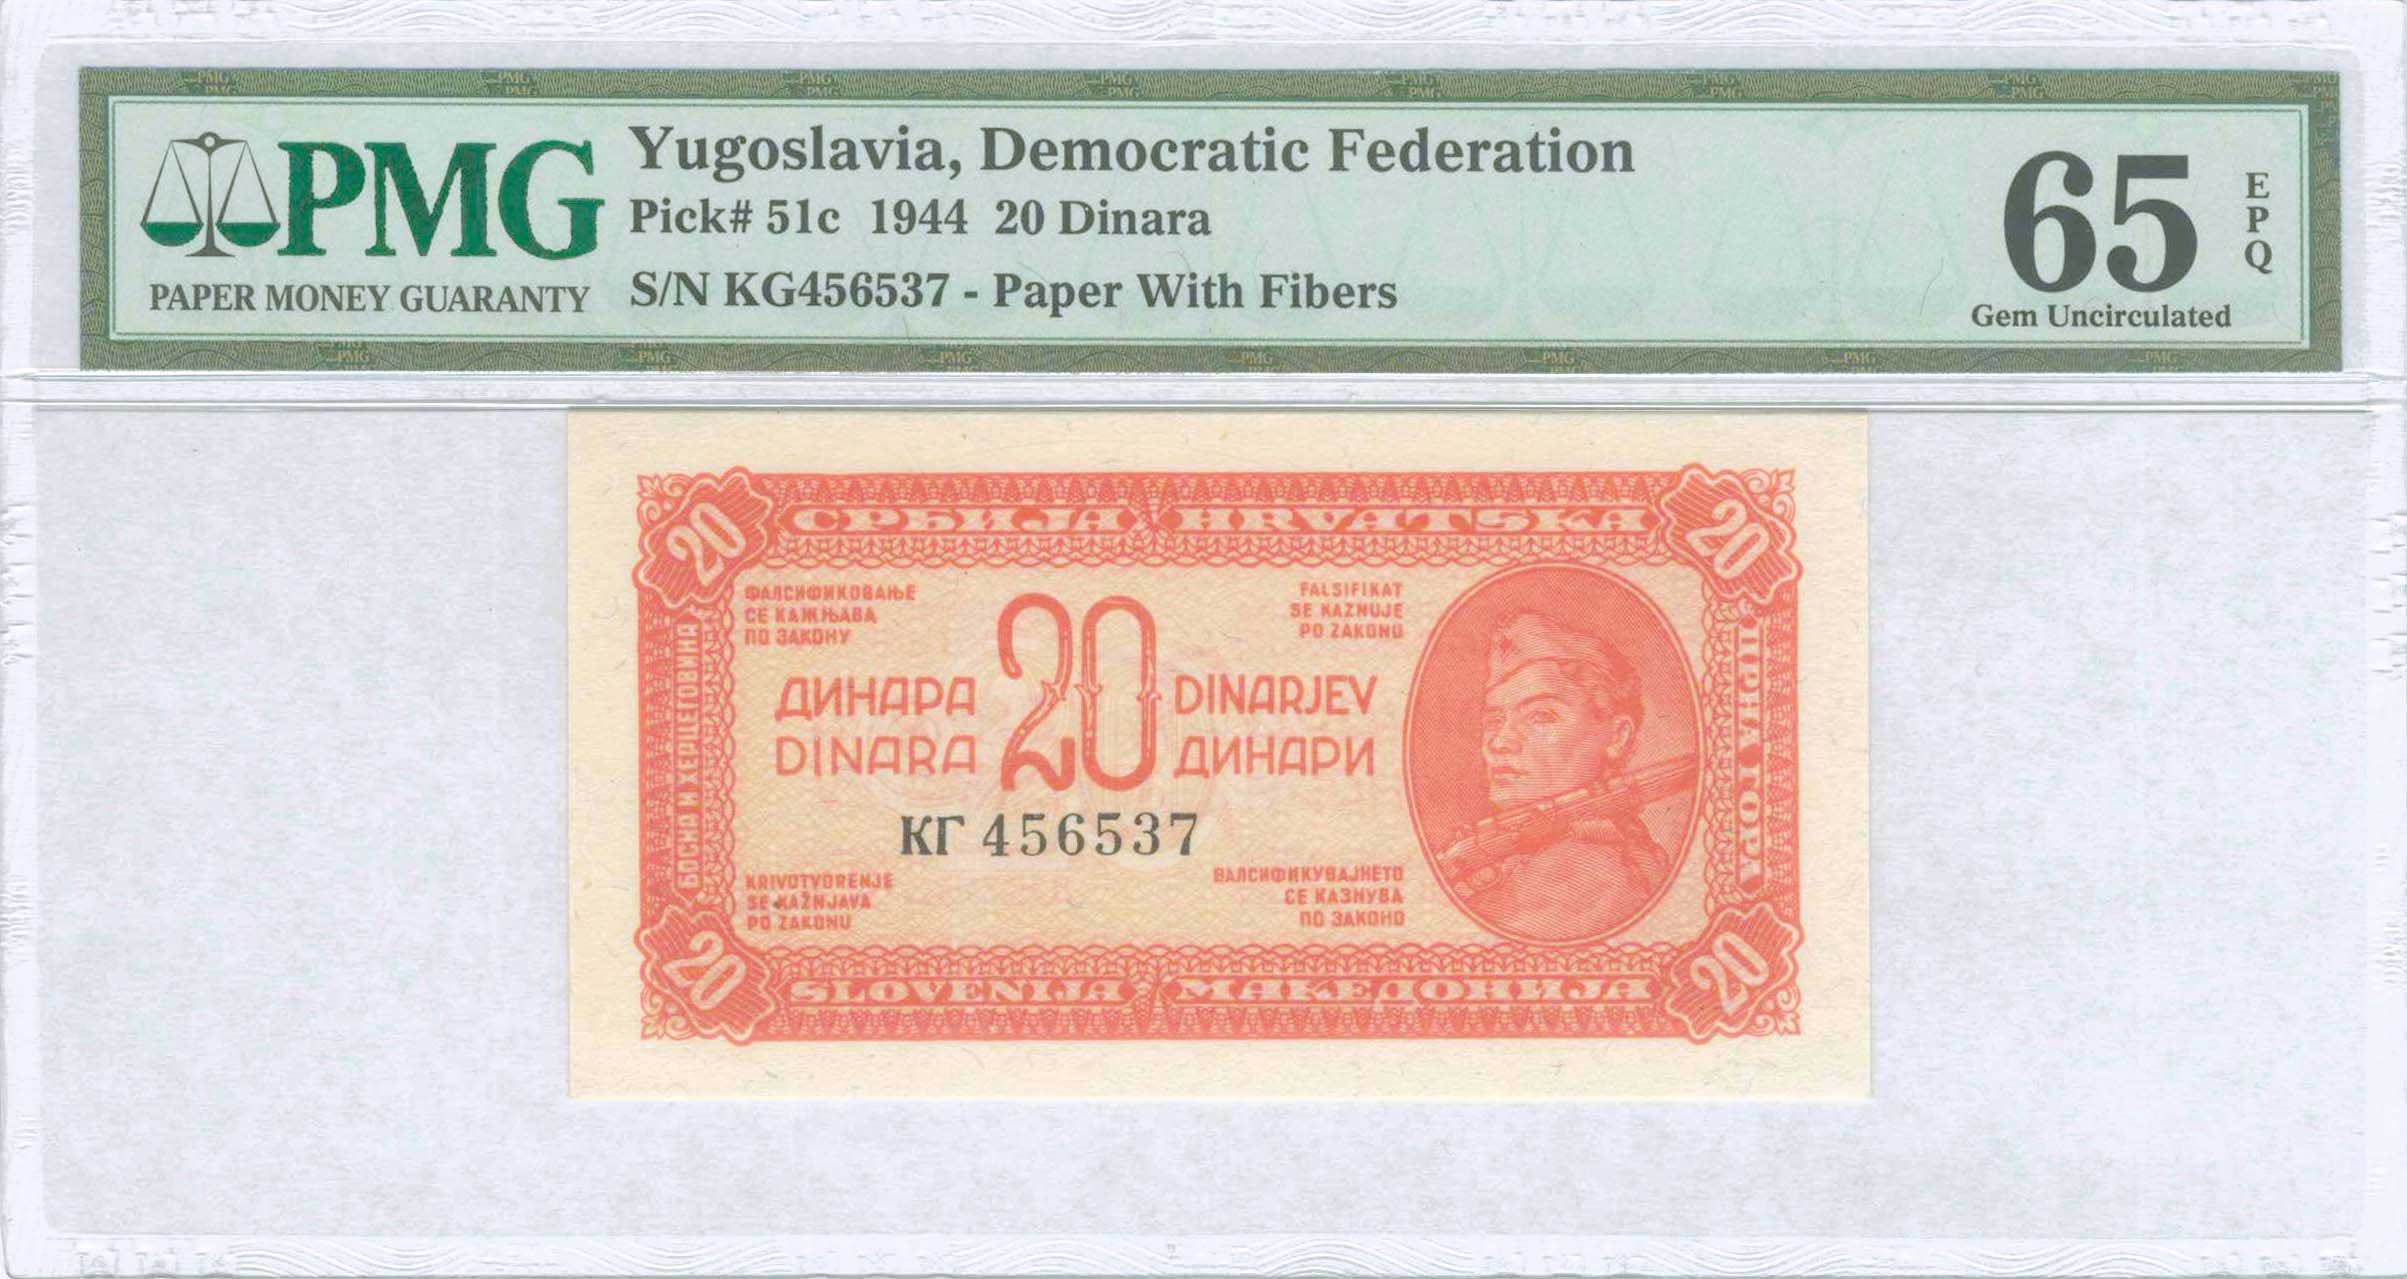 PMG
PAPER MONEY GUARANTY
Yugoslavia, Democratic Federation
Pick# 51c 1944 20 Dinara
S/N KG456537 - Paper With Fibers
65
EPQ
Gem Uncirculated
20
СРБИЈА HRVATSKA
20
ФАЛСИФИКОВАЊЕ
СЕ КАЖЊАВА
ПО ЗАКОНУ
FALSIFIKAT
SE KAZNUJE
PO ZAKONU
БОСНА И ХЕРЦЕГОВИНА
ДИНАРА
DINARA
20
DINARJEV
ДИНАРИ
ЦРНА ГОРА
КГ 456537
KRIVOTVORENJE
SE KAŽNJAVA
PO ZAKONU
ВАЛСИФИКУВАЈНЕТО
СЕ КАЗНУВА
ПО ЗАКОНО
20
SLOVENIJA МАКЕДОНИЈА
20